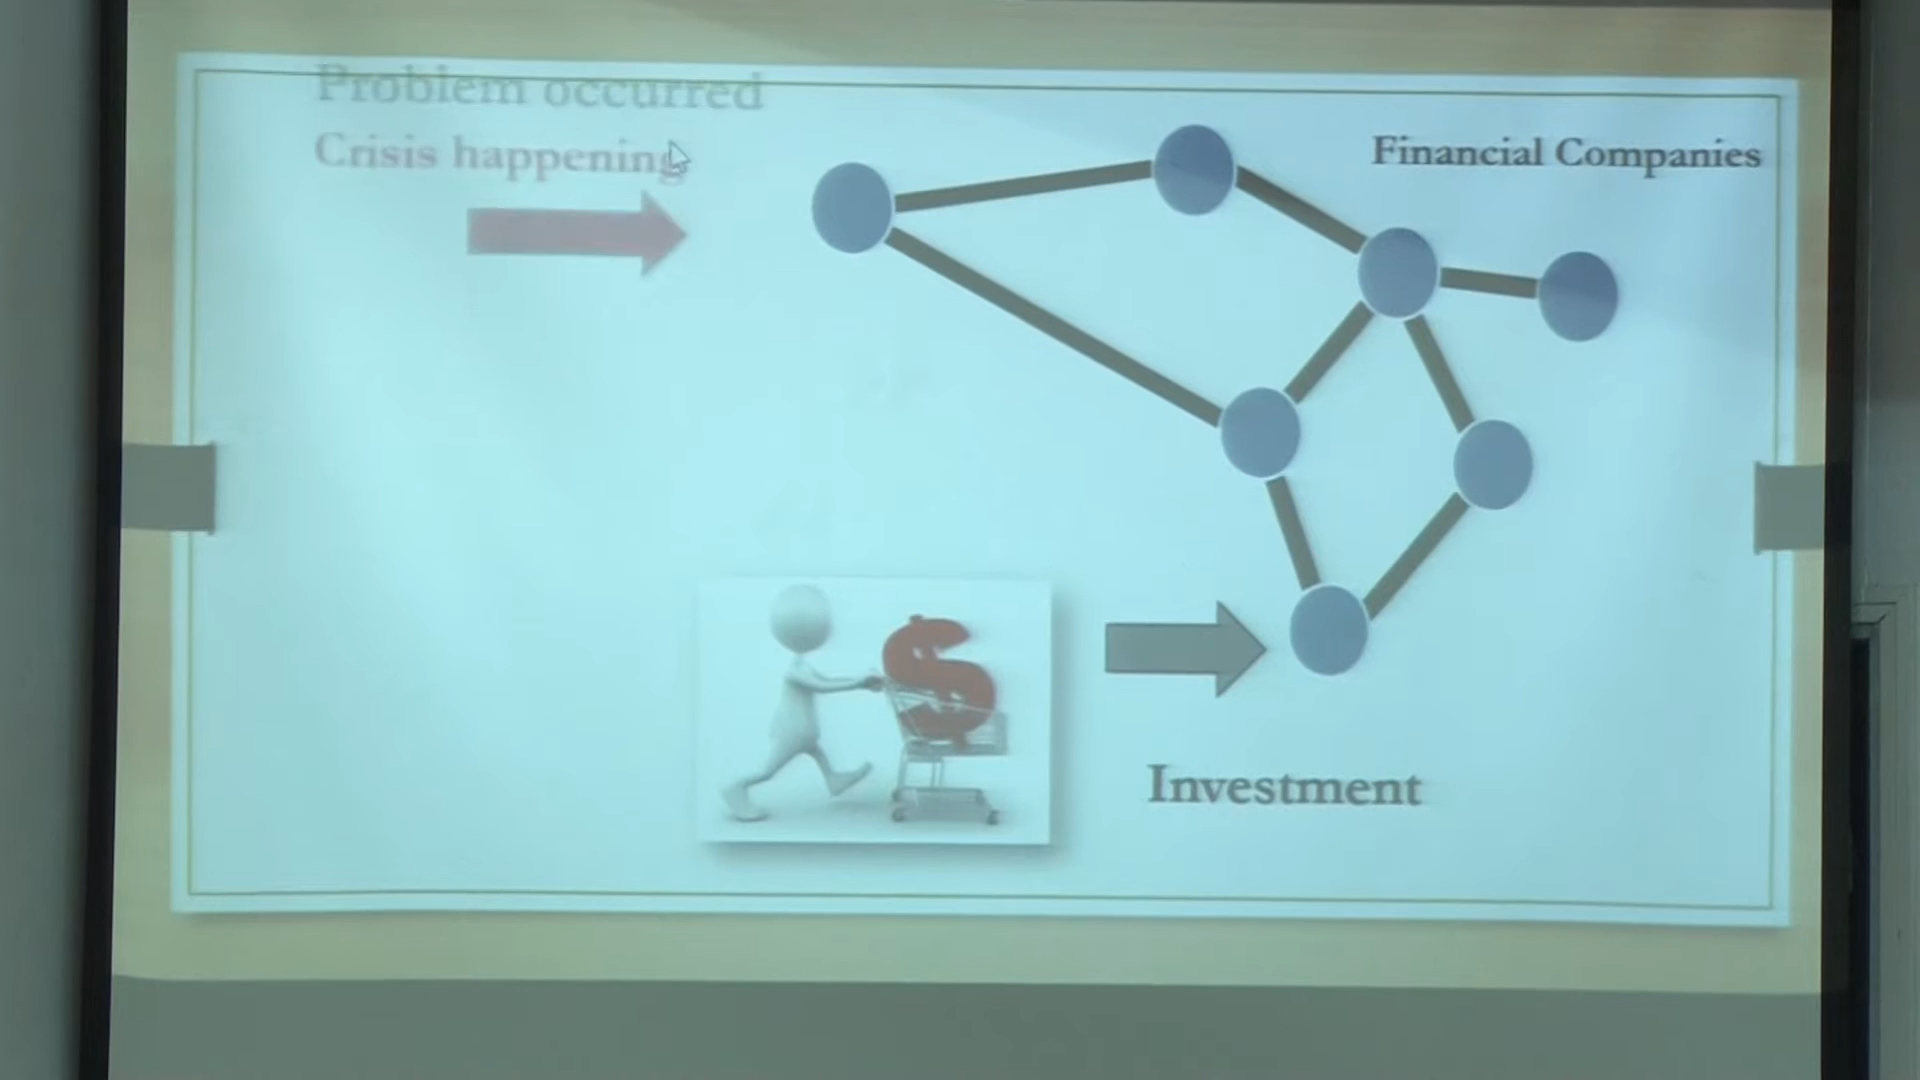 Problem occurred
Crisis happening
Financial Companies
Investment